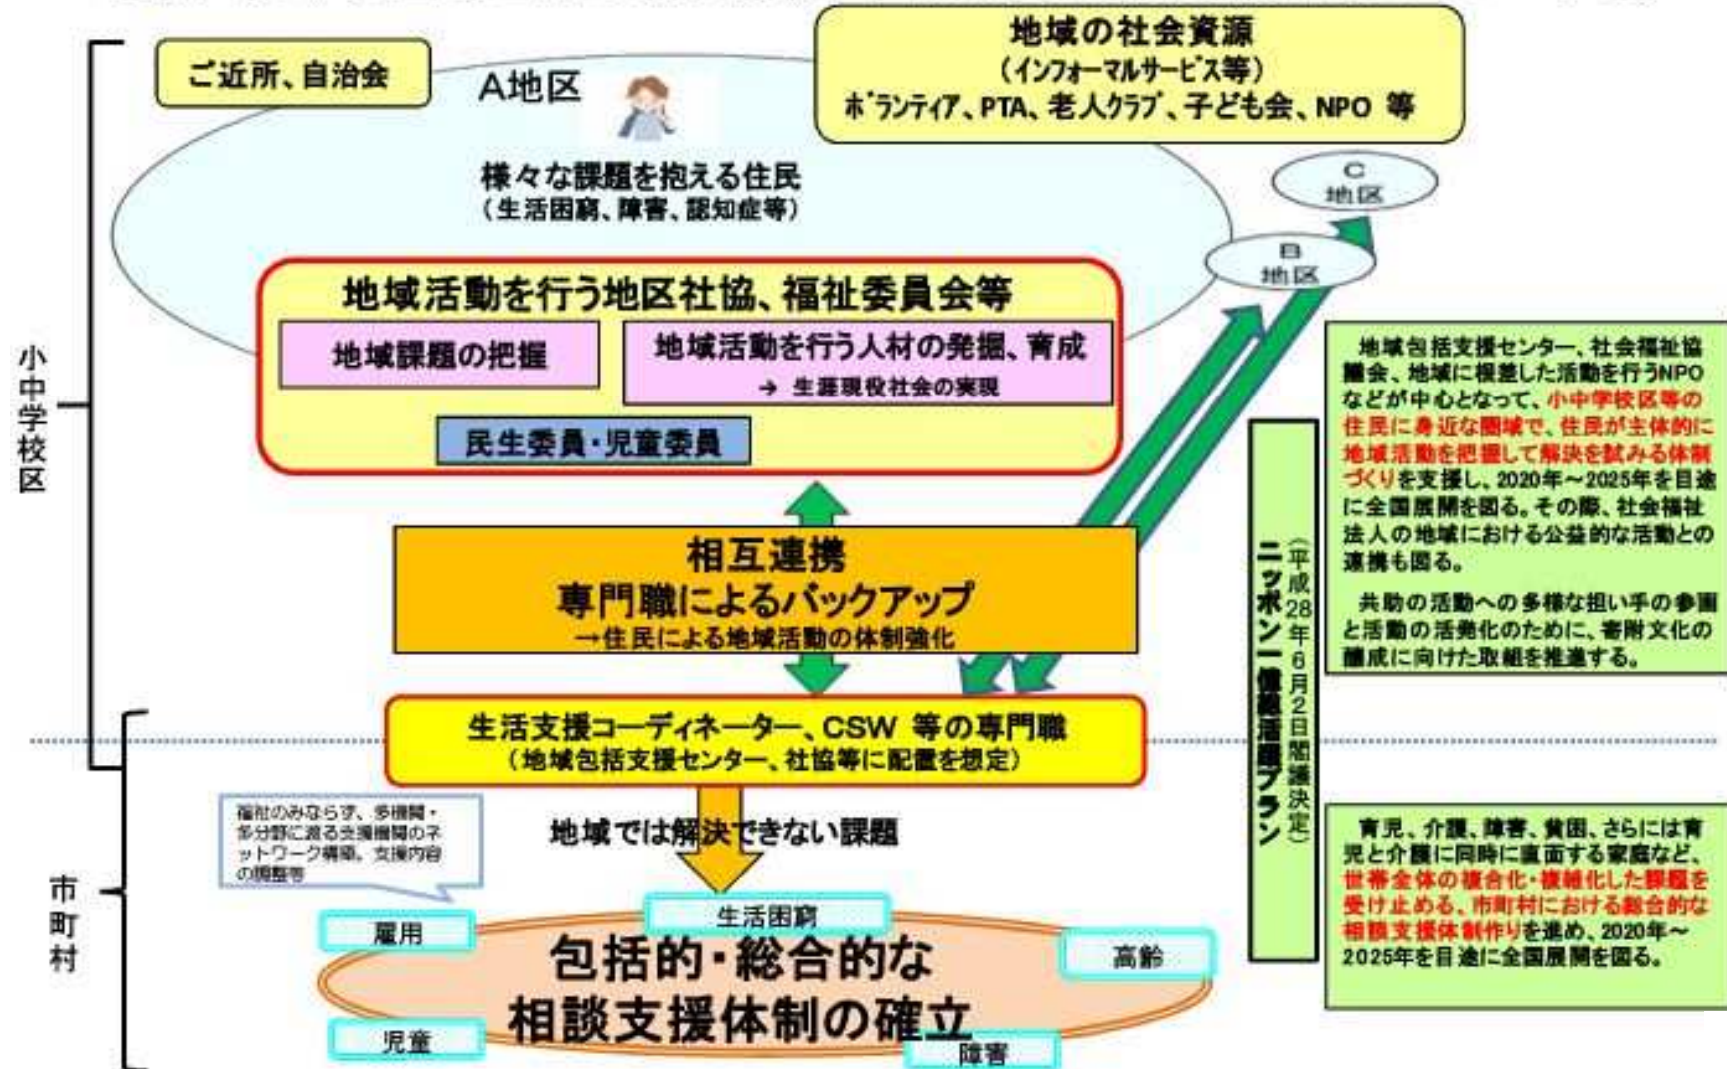 ご近所、自治会
A地区
地域の社会資源
(インフォーマルサービス等)
ボランティア、PTA、老人クラブ、子ども会、NPO 等
様々な課題を抱える住民
(生活困窮、障害、認知症等)
C
地区
B
地区
地域活動を行う地区社協、福祉委員会等
地域課題の把握
地域活動を行う人材の発掘、育成
→ 生涯現役社会の実現
民生委員・児童委員
小中学校区
相互連携
専門職によるバックアップ
→住民による地域活動の体制強化
生活支援コーディネーター、CSW 等の専門職
(地域包括支援センター、社協等に配置を想定)
福祉のみならず、多機関・
多分野に渡る支援機関のネ
ットワーク構築。支援内容
の調整等
地域では解決できない課題
市町村
生活困窮
雇用
高齢
包括的・総合的な
相談支援体制の確立
児童
障害
(平成28年6月2日閣議決定)
ニッポン一億総活躍プラン
地域包括支援センター、社会福祉協
議会、地域に根差した活動を行うNPO
などが中心となって、小中学校区等の
住民に身近な圏域で、住民が主体的に
地域活動を把握して解決を試みる体制
づくりを支援し、2020年～2025年を目途
に全国展開を図る。その際、社会福祉
法人の地域における公益的な活動との
連携も図る。
共助の活動への多様な担い手の参画
と活動の活発化のために、寄附文化の
醸成に向けた取組を推進する。
育児、介護、障害、貧困、さらには育
児と介護に同時に直面する家庭など、
世帯全体の複合化・複雑化した課題を
受け止める、市町村における総合的な
相談支援体制作りを進め、2020年～
2025年を目途に全国展開を図る。